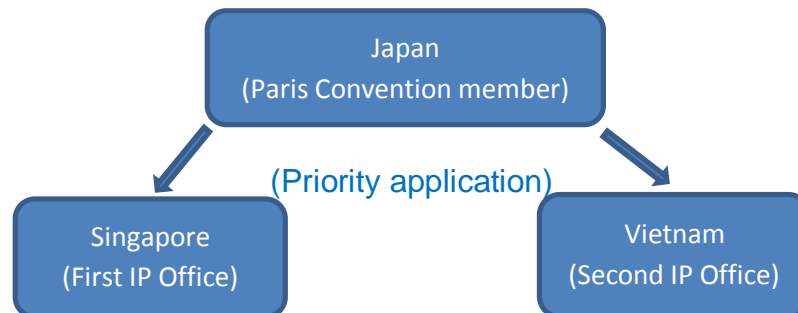 Japan
(Paris Convention member)
(Priority application)
Singapore
(First IP Office)
Vietnam
(Second IP Office)